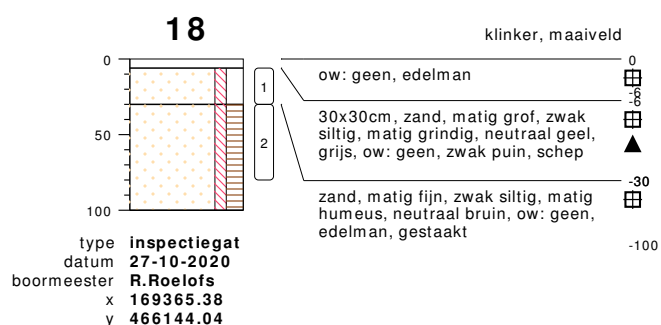 18
klinker, maaiveld
0
0
ow: geen, edelman
-6
-6
1
30x30cm, zand, matig grof, zwak
siltig, matig grindig, neutraal geel,
grijs, ow: geen, zwak puin, schep
50
2
-30
zand, matig fijn, zwak siltig, matig
humeus, neutraal bruin, ow: geen,
edelman, gestaakt
100
-100
type inspectiegat
datum 27-10-2020
boormeester R.Roelofs
x 169365.38
y 466144.04